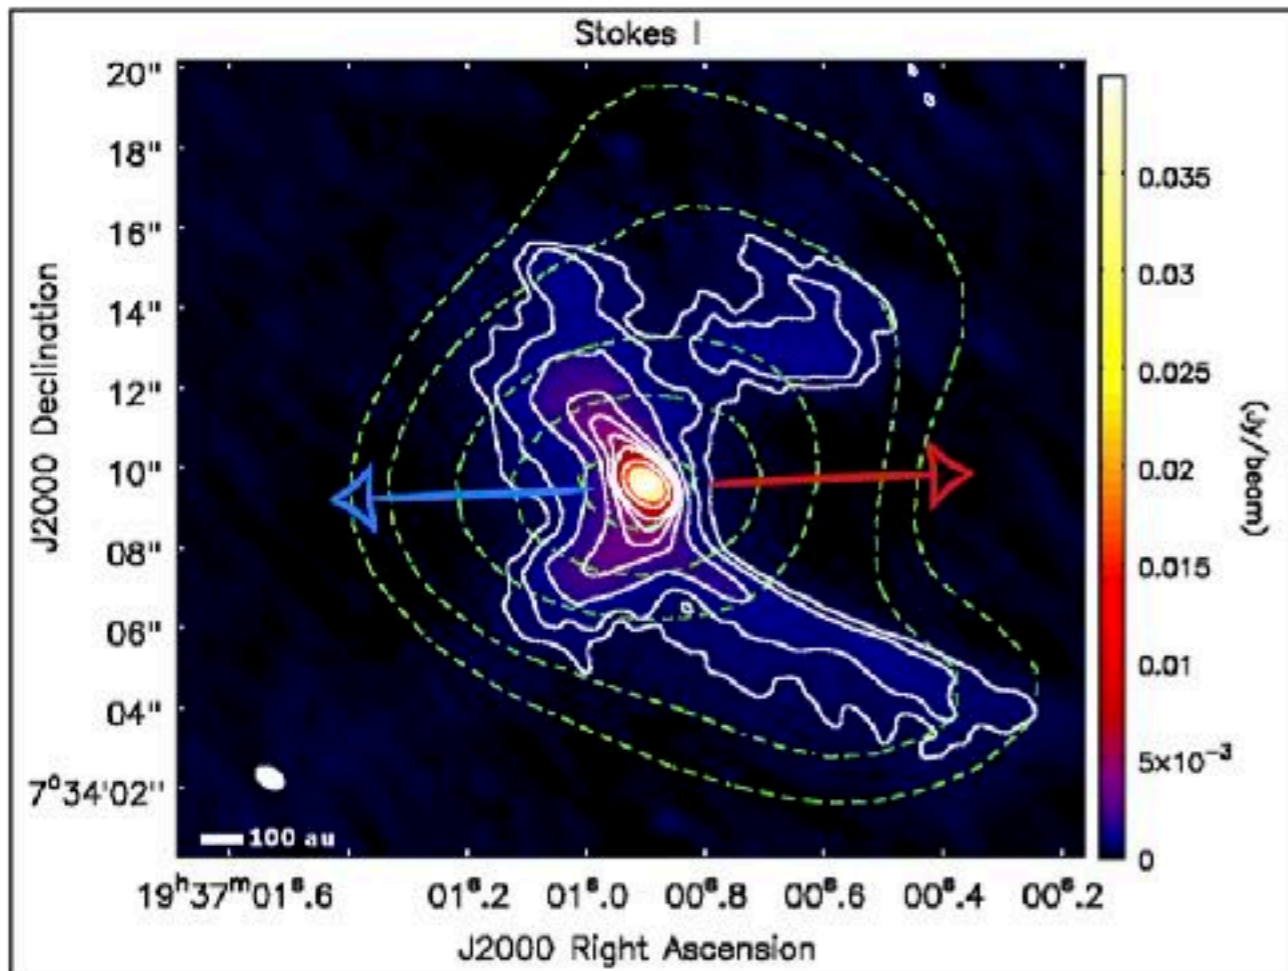 Stokes I
20"
18"
16"
14"
12"
10"
08"
06"
04"
7°34'02"
J2000 Declination
100 au
19ʰ37ᵐ01ˢ.6
01ˢ.2
01ˢ.0
00ˢ.8
00ˢ.6
00ˢ.4
00ˢ.2
J2000 Right Ascension
0.035
0.03
0.025
0.02
0.015
0.01
5×10⁻³
0
(Jy/beam)